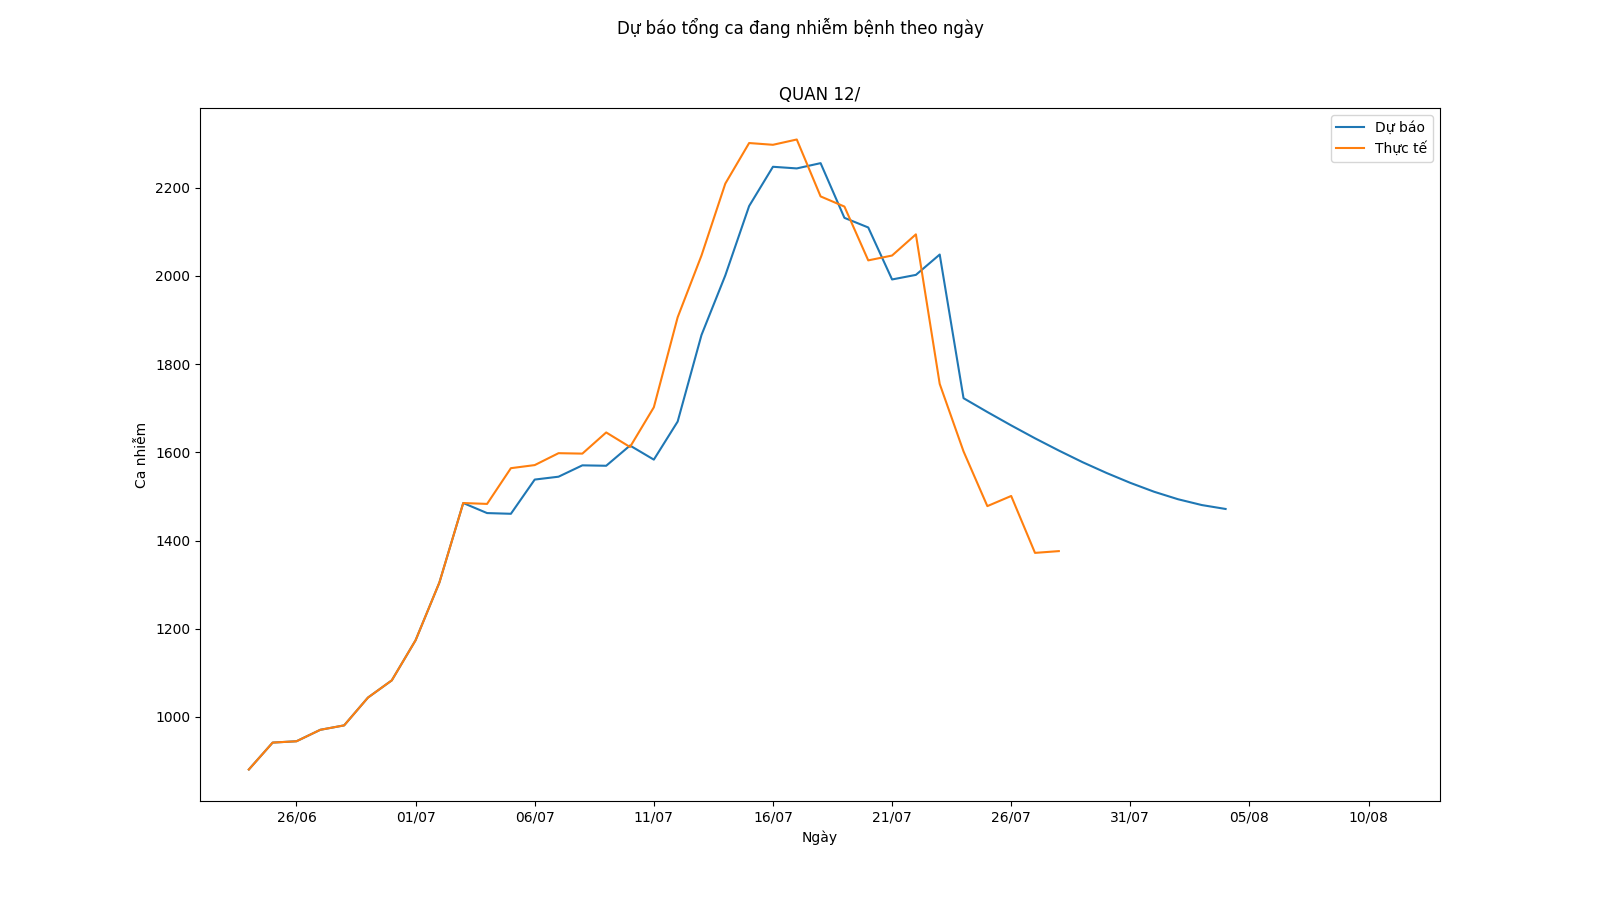 Dự báo tổng ca đang nhiễm bệnh theo ngày
QUAN 12/
Dự báo
Thực tế
2200
2000
1800
1600
1400
1200
1000
Ca nhiễm
26/06 01/07 06/07 11/07 16/07 21/07 26/07 31/07 05/08 10/08
Ngày